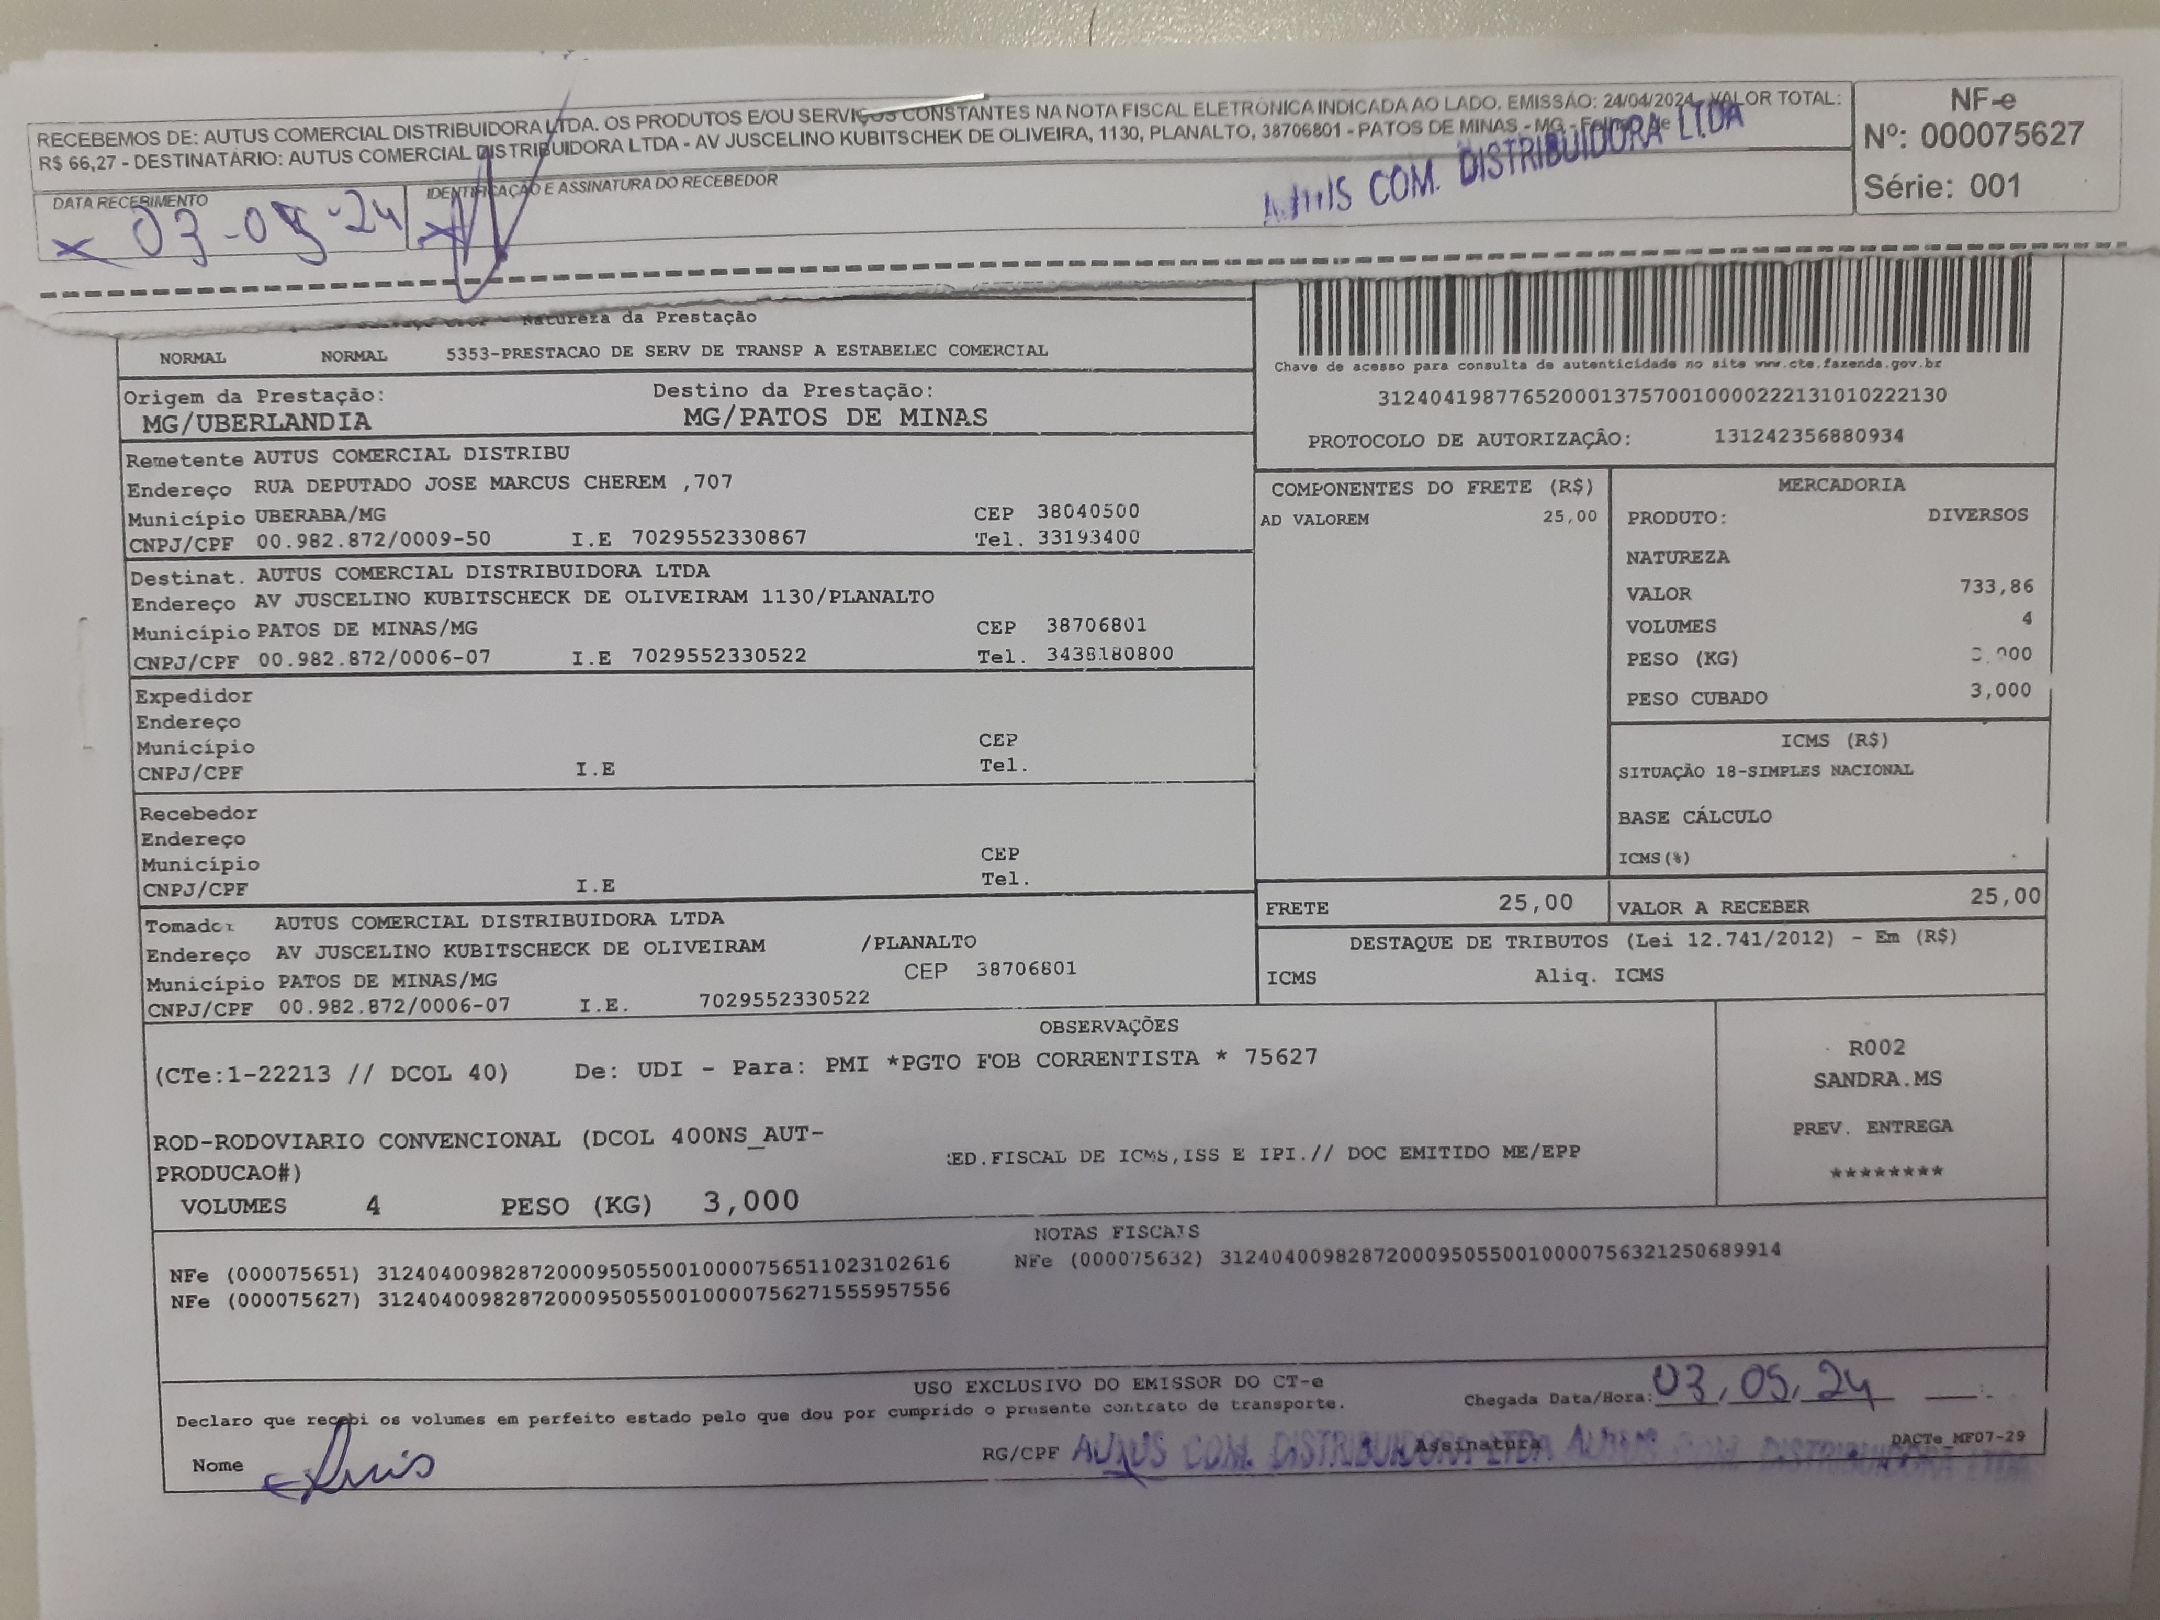 RECEBEMOS DE: AUTUS COMERCIAL DISTRIBUIDORA LTDA. OS PRODUTOS E/OU SERVIÇOS CONSTANTES NA NOTA FISCAL ELETRÔNICA INDICADA AO LADO. EMISSÃO: 24/04/2024 VALOR TOTAL:
R$ 66,27 - DESTINATÁRIO: AUTUS COMERCIAL DISTRIBUIDORA LTDA - AV JUSCELINO KUBITSCHEK DE OLIVEIRA, 1130, PLANALTO, 38706801 - PATOS DE MINAS - MG -
NF-e
Nº: 000075627
Série: 001
DATA RECEBIMENTO
IDENTIFICAÇÃO E ASSINATURA DO RECEBEDOR
x 03-05-24
COM. DISTRIBUIDORA LTDA
Natureza da Prestação
NORMAL NORMAL 5353-PRESTACAO DE SERV DE TRANSP A ESTABELEC COMERCIAL
Chave de acesso para consulta de autenticidade no site www.cte.fazenda.gov.br
31240419877652000137570010000222131010222130
PROTOCOLO DE AUTORIZAÇÃO: 131242356880934
Origem da Prestação: Destino da Prestação:
MG/UBERLANDIA MG/PATOS DE MINAS
Remetente AUTUS COMERCIAL DISTRIBU
Endereço RUA DEPUTADO JOSE MARCUS CHEREM ,707
Município UBERABA/MG CEP 38040500
CNPJ/CPF 00.982.872/0009-50 I.E 7029552330867 Tel. 33193400
Destinat. AUTUS COMERCIAL DISTRIBUIDORA LTDA
Endereço AV JUSCELINO KUBITSCHECK DE OLIVEIRAM 1130/PLANALTO
Município PATOS DE MINAS/MG CEP 38706801
CNPJ/CPF 00.982.872/0006-07 I.E 7029552330522 Tel. 3438180800
Expedidor
Endereço
Município CEP
CNPJ/CPF I.E Tel.
Recebedor
Endereço
Município CEP
CNPJ/CPF I.E Tel.
Tomador AUTUS COMERCIAL DISTRIBUIDORA LTDA
Endereço AV JUSCELINO KUBITSCHECK DE OLIVEIRAM /PLANALTO
Município PATOS DE MINAS/MG CEP 38706801
CNPJ/CPF 00.982.872/0006-07 I.E. 7029552330522
COMPONENTES DO FRETE (R$)
AD VALOREM 25,00
MERCADORIA
PRODUTO: DIVERSOS
NATUREZA
VALOR 733,86
VOLUMES 4
PESO (KG)
PESO CUBADO 3,000
ICMS (R$)
SITUAÇÃO 18-SIMPLES NACIONAL
BASE CÁLCULO
ICMS(%)
FRETE 25,00 VALOR A RECEBER 25,00
DESTAQUE DE TRIBUTOS (Lei 12.741/2012) - Em (R$)
ICMS Aliq. ICMS
OBSERVAÇÕES
(CTe:1-22213 // DCOL 40) De: UDI - Para: PMI *PGTO FOB CORRENTISTA * 75627
ROD-RODOVIARIO CONVENCIONAL (DCOL 400NS_AUT-
PRODUCAO#)
ED.FISCAL DE ICMS,ISS E IPI.// DOC EMITIDO ME/EPP
VOLUMES 4 PESO (KG) 3,000
R002
SANDRA.MS
PREV. ENTREGA
********
NOTAS FISCAIS
NFe (000075651) 31240400982872000950550010000756511023102616 NFe (000075632) 31240400982872000950550010000756321250689914
NFe (000075627) 31240400982872000950550010000756271555957556
USO EXCLUSIVO DO EMISSOR DO CT-e
Declaro que recebi os volumes em perfeito estado pelo que dou por cumprido o presente contrato de transporte.
Chegada Data/Hora: 03,05,24
Nome Luis RG/CPF AUTUS COM. DISTRIBUIDORA LTDA Assinatura AUTUS COM. DISTRIBUIDORA LTDA
DACTe MF07-29